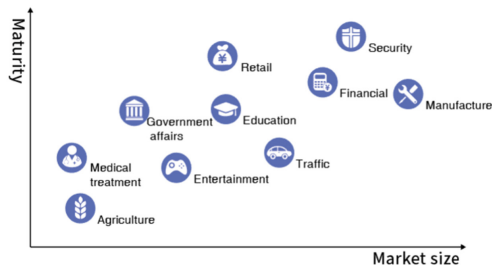 Maturity
Security
Retail
Financial
Manufacture
Government
affairs
Education
Traffic
Medical
treatment
Entertainment
Agriculture
Market size